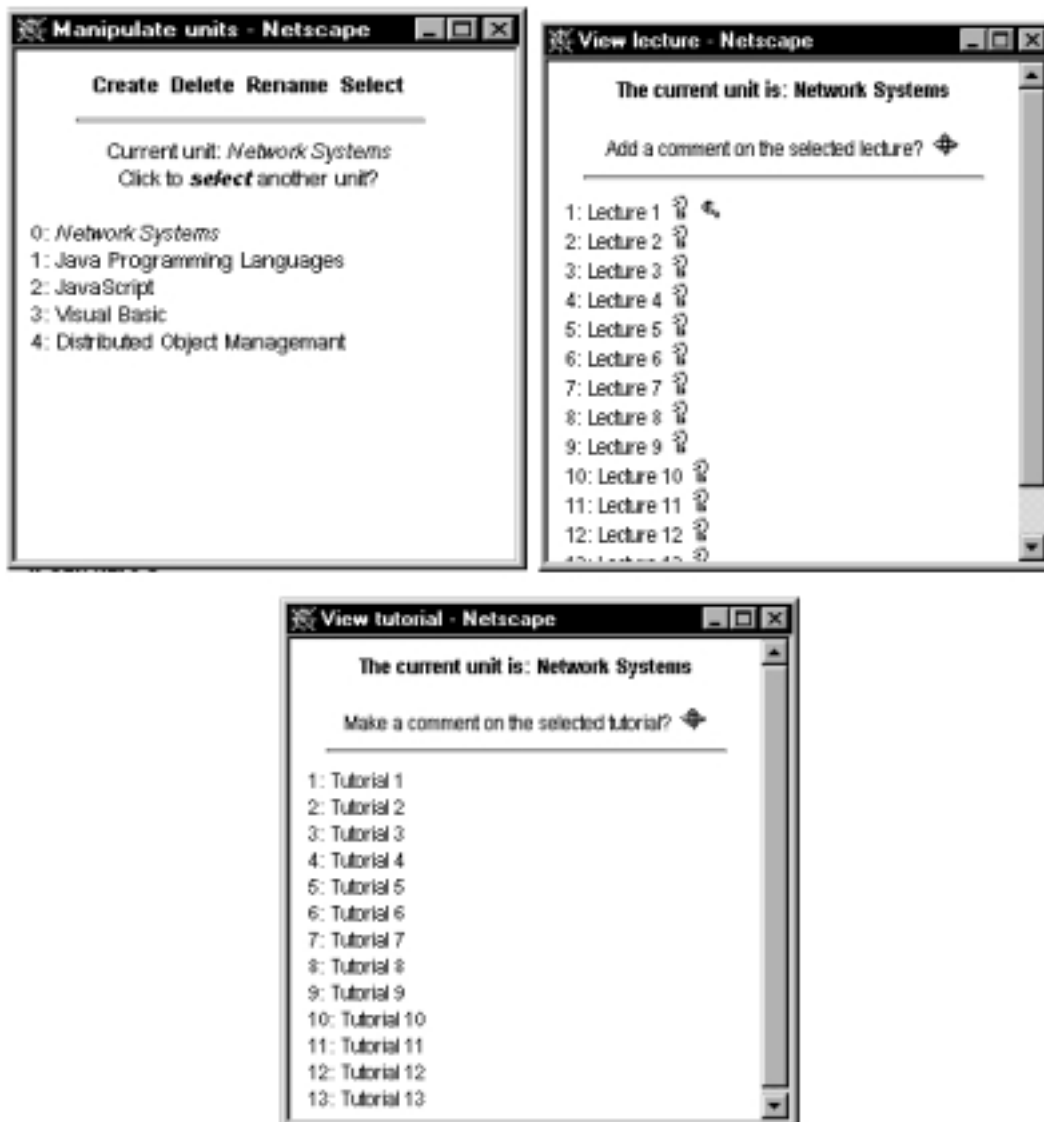 Manipulate units - Netscape
Create Delete Rename Select
Current unit: Network Systems
Click to select another unit?
0: Network Systems
1: Java Programming Languages
2: JavaScript
3: Visual Basic
4: Distributed Object Managemant
View lecture - Netscape
The current unit is: Network Systems
Add a comment on the selected lecture?
1: Lecture 1
2: Lecture 2
3: Lecture 3
4: Lecture 4
5: Lecture 5
6: Lecture 6
7: Lecture 7
8: Lecture 8
9: Lecture 9
10: Lecture 10
11: Lecture 11
12: Lecture 12
13: Lecture 13
View tutorial - Netscape
The current unit is: Network Systems
Make a comment on the selected tutorial?
1: Tutorial 1
2: Tutorial 2
3: Tutorial 3
4: Tutorial 4
5: Tutorial 5
6: Tutorial 6
7: Tutorial 7
8: Tutorial 8
9: Tutorial 9
10: Tutorial 10
11: Tutorial 11
12: Tutorial 12
13: Tutorial 13